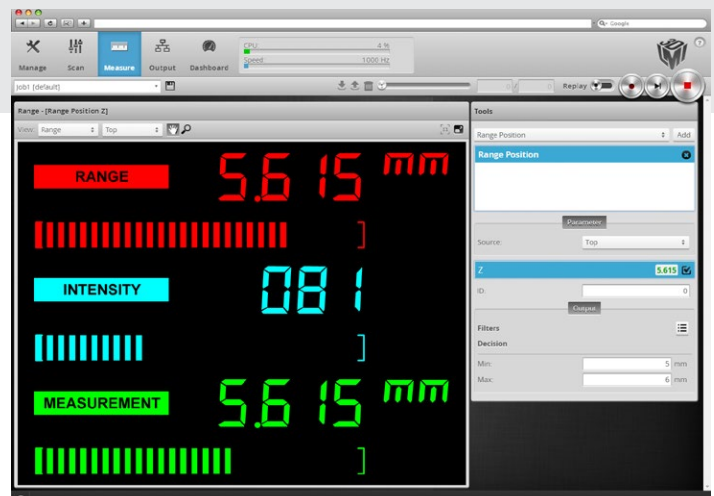 Google
CPU: 4 %
Speed: 1000 Hz
Manage Scan Measure Output Dashboard
Job1 [default]
Replay
Range - [Range Position Z]
View: Range Top
RANGE 5.615 mm
INTENSITY 081
MEASUREMENT 5.615 mm
Tools
Range Position Add
Range Position
Parameter
Source: Top
Z 5.615
ID: 0
Output
Filters
Decision
Min: 5 mm
Max: 6 mm